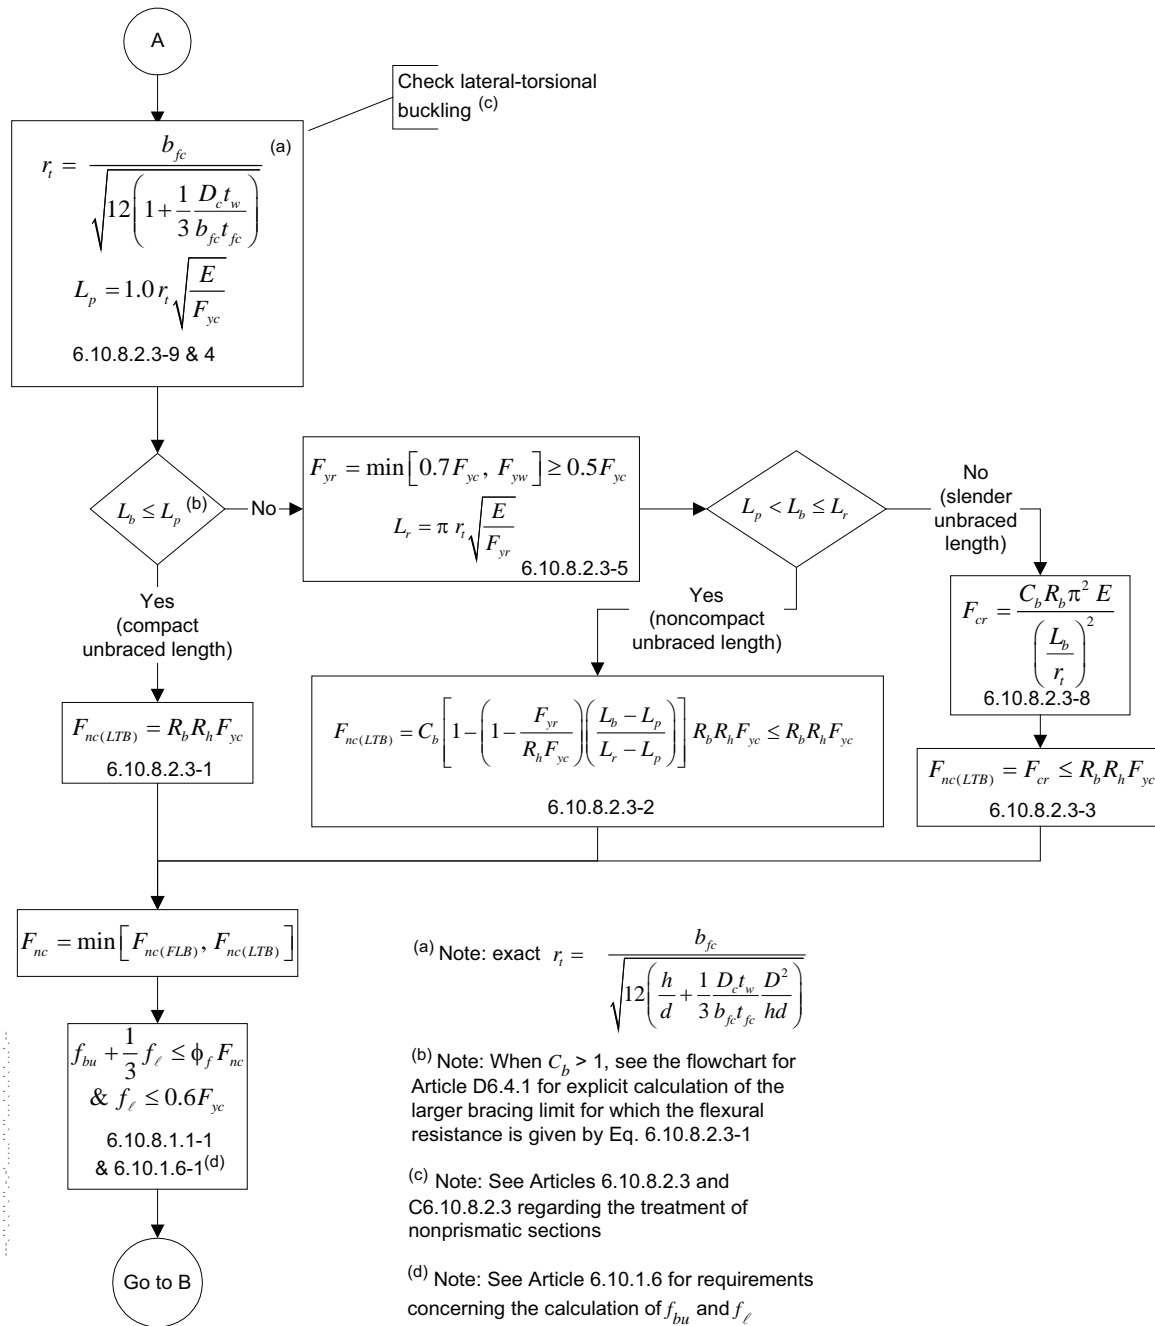 A
Check lateral-torsional
buckling (c)
r_t = b_fc / √(12(1 + (1/3)(D_c t_w / b_fc t_fc))) (a)
L_p = 1.0 r_t √(E / F_yc)
6.10.8.2.3-9 & 4
L_b ≤ L_p (b)
No
F_yr = min[0.7F_yc, F_yw] ≥ 0.5F_yc
L_r = π r_t √(E / F_yr)
6.10.8.2.3-5
L_p < L_b ≤ L_r
No
(slender
unbraced
length)
Yes
(compact
unbraced length)
Yes
(noncompact
unbraced length)
F_cr = C_b R_b π² E / (L_b / r_t)²
6.10.8.2.3-8
F_nc(LTB) = R_b R_h F_yc
6.10.8.2.3-1
F_nc(LTB) = C_b [1 − (1 − F_yr / (R_h F_yc)) ((L_b − L_p) / (L_r − L_p))] R_b R_h F_yc ≤ R_b R_h F_yc
6.10.8.2.3-2
F_nc(LTB) = F_cr ≤ R_b R_h F_yc
6.10.8.2.3-3
F_nc = min[F_nc(FLB), F_nc(LTB)]
f_bu + (1/3) f_ℓ ≤ ϕ_f F_nc
& f_ℓ ≤ 0.6F_yc
6.10.8.1.1-1
& 6.10.1.6-1(d)
Go to B
(a) Note: exact r_t = b_fc / √(12(h/d + (1/3)(D_c t_w / b_fc t_fc)(D² / hd)))
(b) Note: When C_b > 1, see the flowchart for
Article D6.4.1 for explicit calculation of the
larger bracing limit for which the flexural
resistance is given by Eq. 6.10.8.2.3-1
(c) Note: See Articles 6.10.8.2.3 and
C6.10.8.2.3 regarding the treatment of
nonprismatic sections
(d) Note: See Article 6.10.1.6 for requirements
concerning the calculation of f_bu and f_ℓ